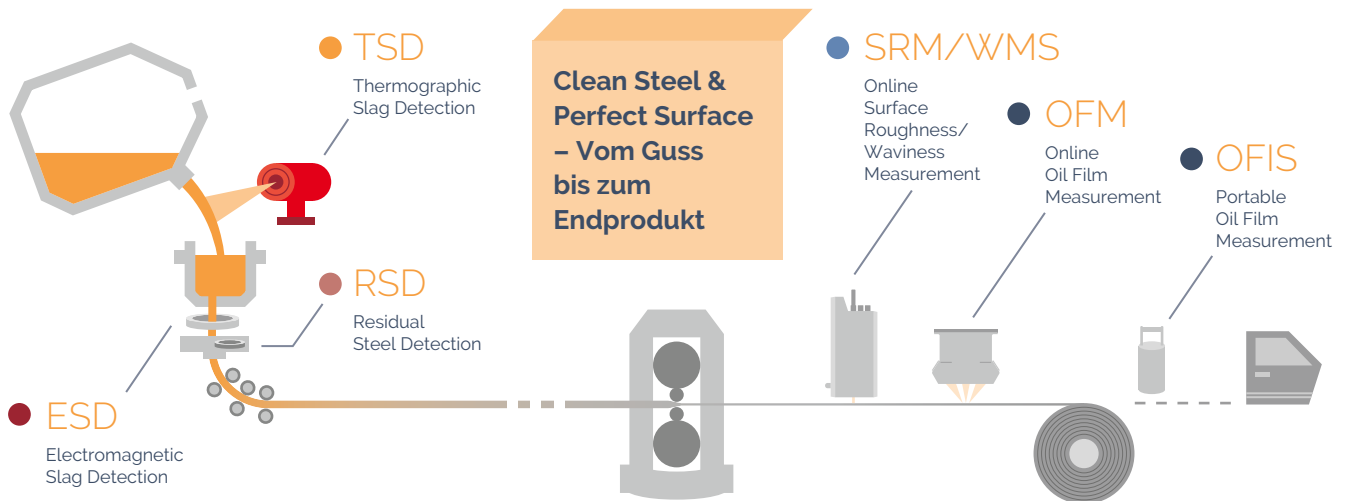 TSD
Thermographic
Slag Detection
Clean Steel &
Perfect Surface
– Vom Guss
bis zum
Endprodukt
SRM/WMS
Online
Surface
Roughness/
Waviness
Measurement
OFM
Online
Oil Film
Measurement
OFIS
Portable
Oil Film
Measurement
RSD
Residual
Steel Detection
ESD
Electromagnetic
Slag Detection